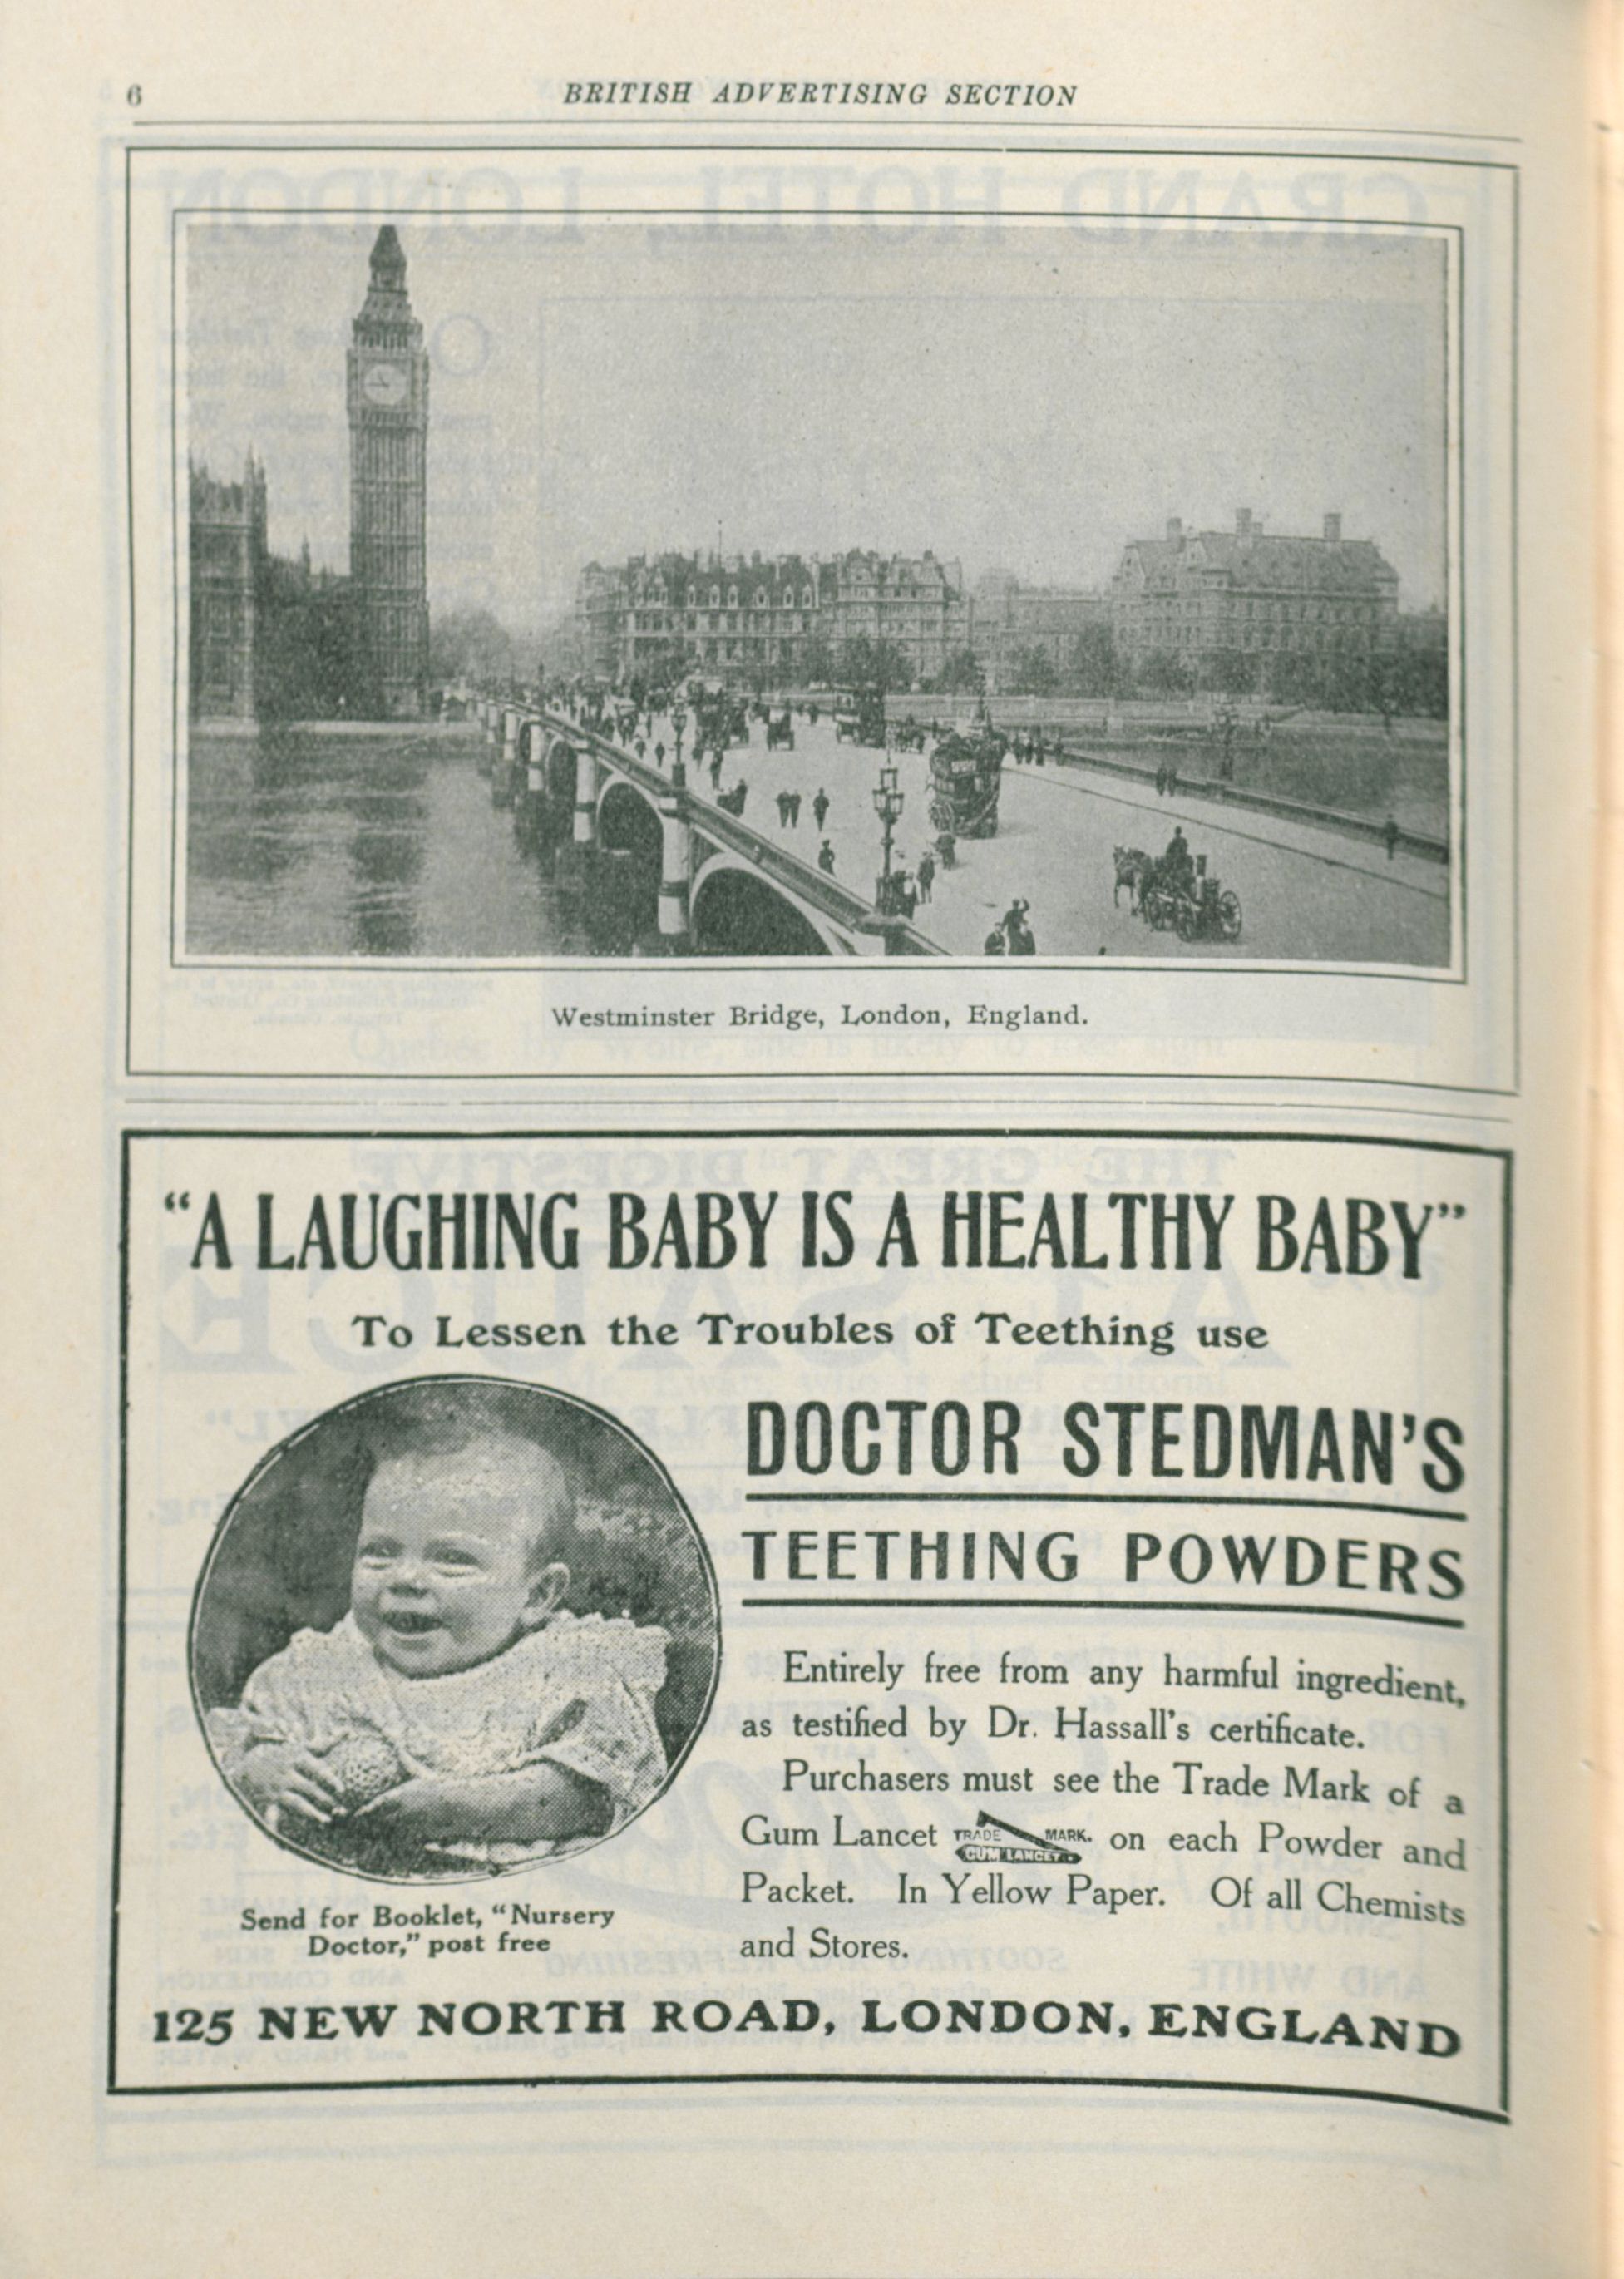 6
BRITISH ADVERTISING SECTION
Westminster Bridge, London, England.
"A LAUGHING BABY IS A HEALTHY BABY"
To Lessen the Troubles of Teething use
DOCTOR STEDMAN'S
TEETHING POWDERS
Entirely free from any harmful ingredient,
as testified by Dr. Hassall's certificate.
Purchasers must see the Trade Mark of a
Gum Lancet TRADE MARK. GUM LANCET on each Powder and
Packet. In Yellow Paper. Of all Chemists
and Stores.
Send for Booklet, "Nursery
Doctor," post free
125 NEW NORTH ROAD, LONDON, ENGLAND